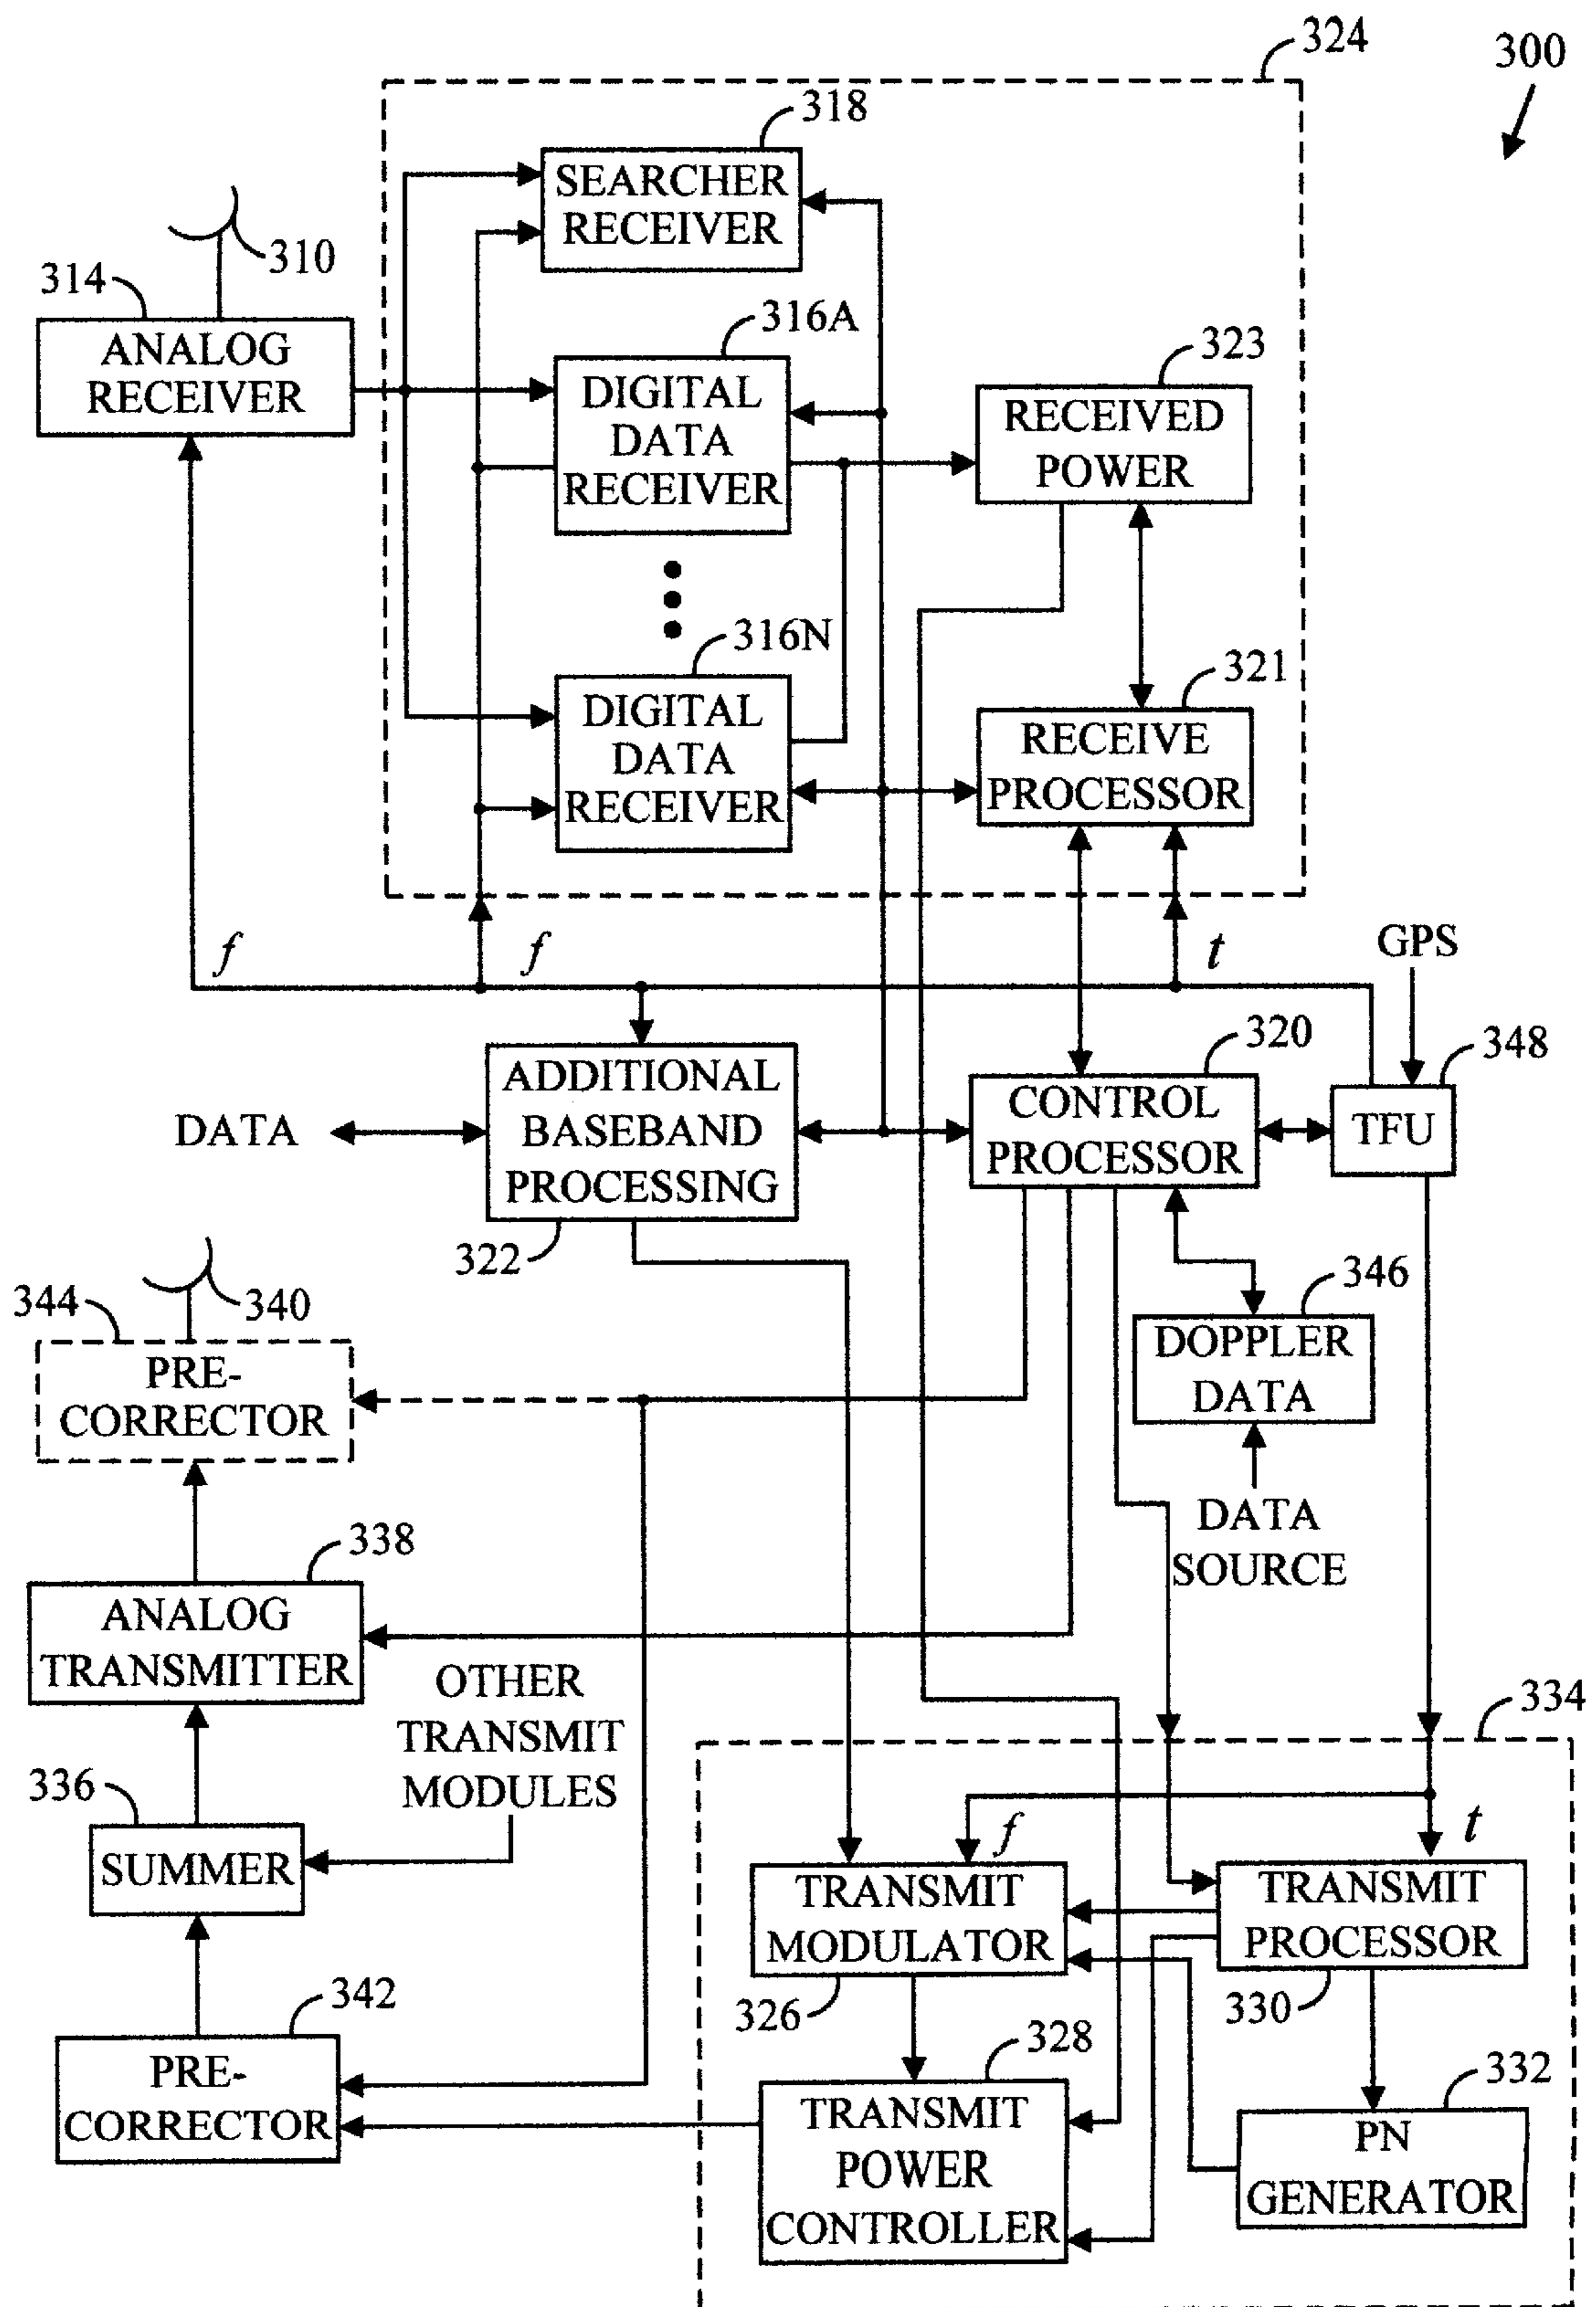 324
300
318
SEARCHER
RECEIVER
310
314
ANALOG
RECEIVER
316A
DIGITAL
DATA
RECEIVER
323
RECEIVED
POWER
316N
DIGITAL
DATA
RECEIVER
321
RECEIVE
PROCESSOR
f
f
t
GPS
320
348
ADDITIONAL
BASEBAND
PROCESSING
322
DATA
CONTROL
PROCESSOR
TFU
344
340
PRE-
CORRECTOR
346
DOPPLER
DATA
DATA
SOURCE
338
ANALOG
TRANSMITTER
OTHER
TRANSMIT
MODULES
334
336
SUMMER
f
t
TRANSMIT
MODULATOR
326
TRANSMIT
PROCESSOR
330
342
PRE-
CORRECTOR
328
TRANSMIT
POWER
CONTROLLER
332
PN
GENERATOR